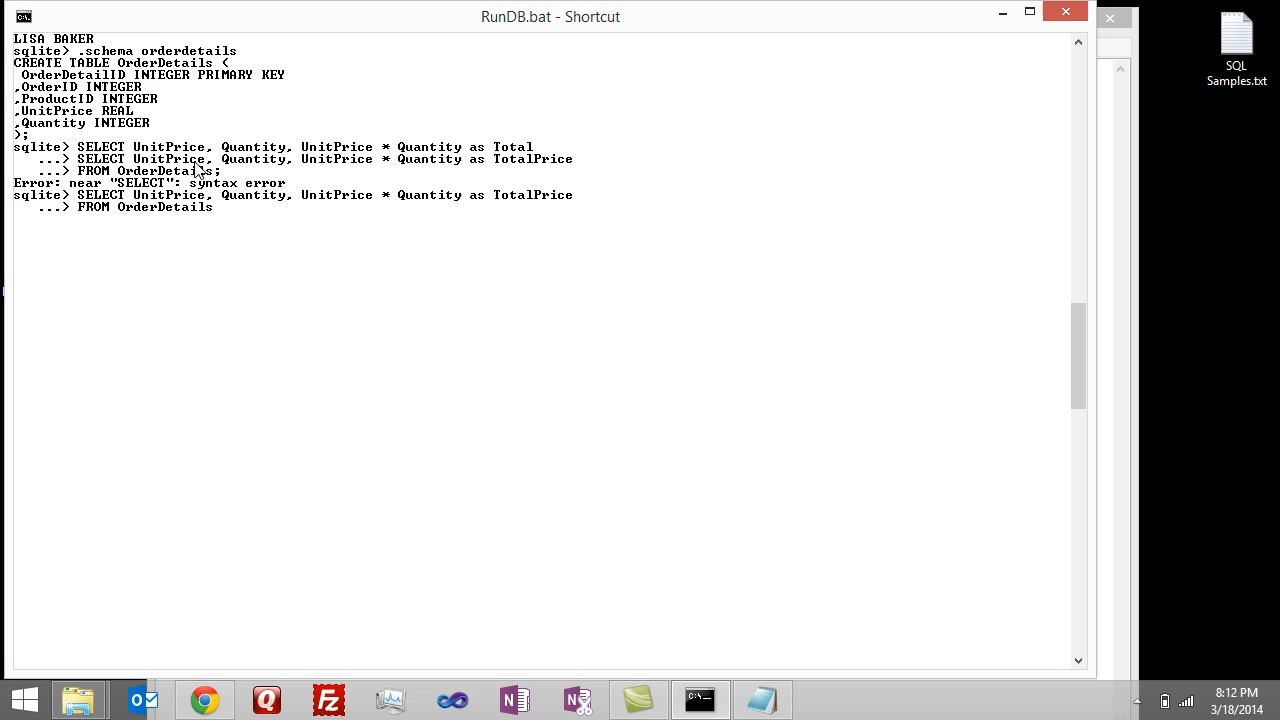 RunDB.bat - Shortcut
LISA BAKER
sqlite> .schema orderdetails
CREATE TABLE OrderDetails (
OrderDetailID INTEGER PRIMARY KEY
,OrderID INTEGER
,ProductID INTEGER
,UnitPrice REAL
,Quantity INTEGER
);
sqlite> SELECT UnitPrice, Quantity, UnitPrice * Quantity as Total
...> SELECT UnitPrice, Quantity, UnitPrice * Quantity as TotalPrice
...> FROM OrderDetails;
Error: near "SELECT": syntax error
sqlite> SELECT UnitPrice, Quantity, UnitPrice * Quantity as TotalPrice
...> FROM OrderDetails
SQL
Samples.txt
8:12 PM
3/18/2014